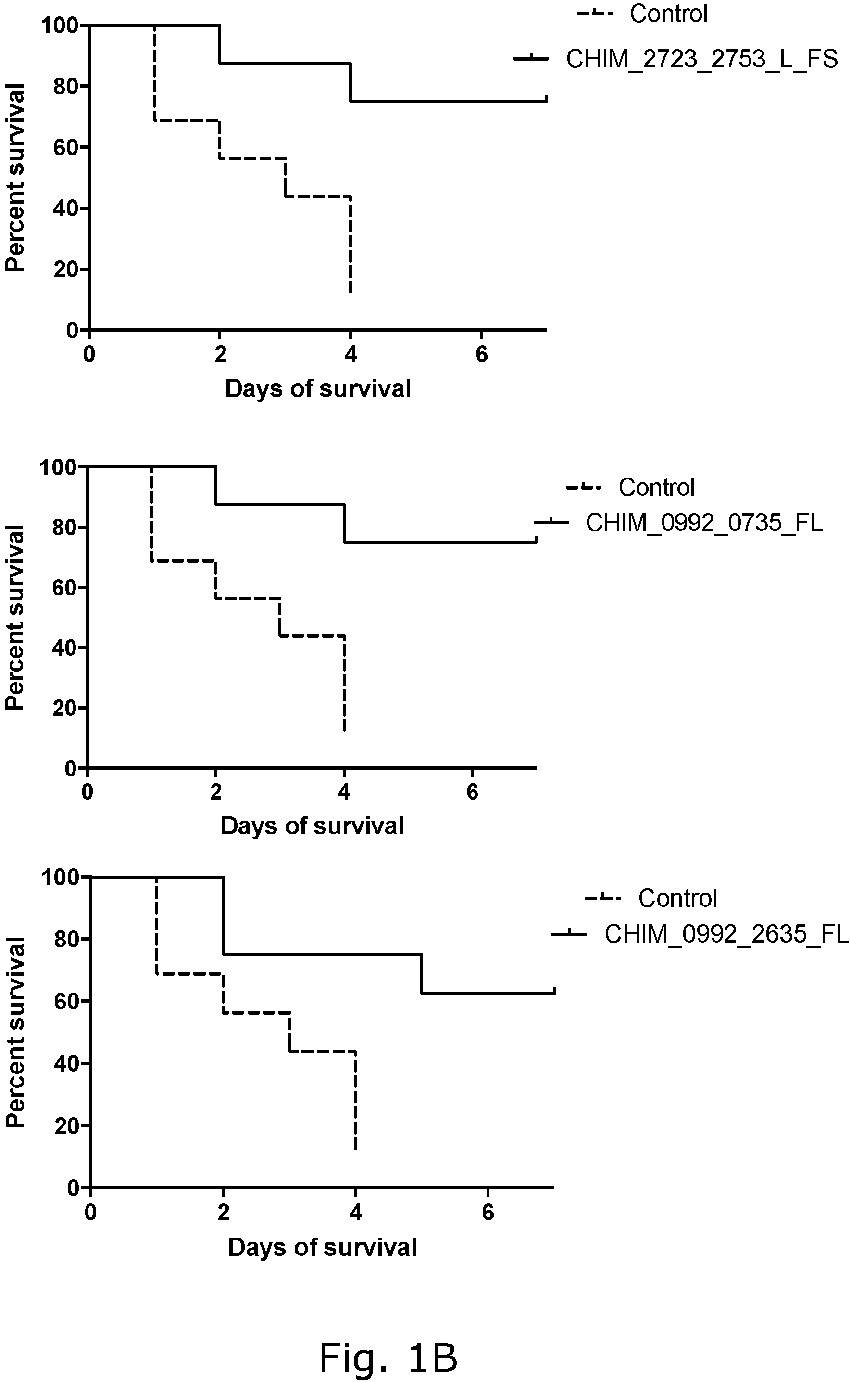 Control
CHIM_2723_2753_L_FS
Percent survival
100
80
60
40
20
0
0 2 4 6
Days of survival
Control
CHIM_0992_0735_FL
Percent survival
100
80
60
40
20
0
0 2 4 6
Days of survival
Control
CHIM_0992_2635_FL
Percent survival
100
80
60
40
20
0
0 2 4 6
Days of survival
Fig. 1B